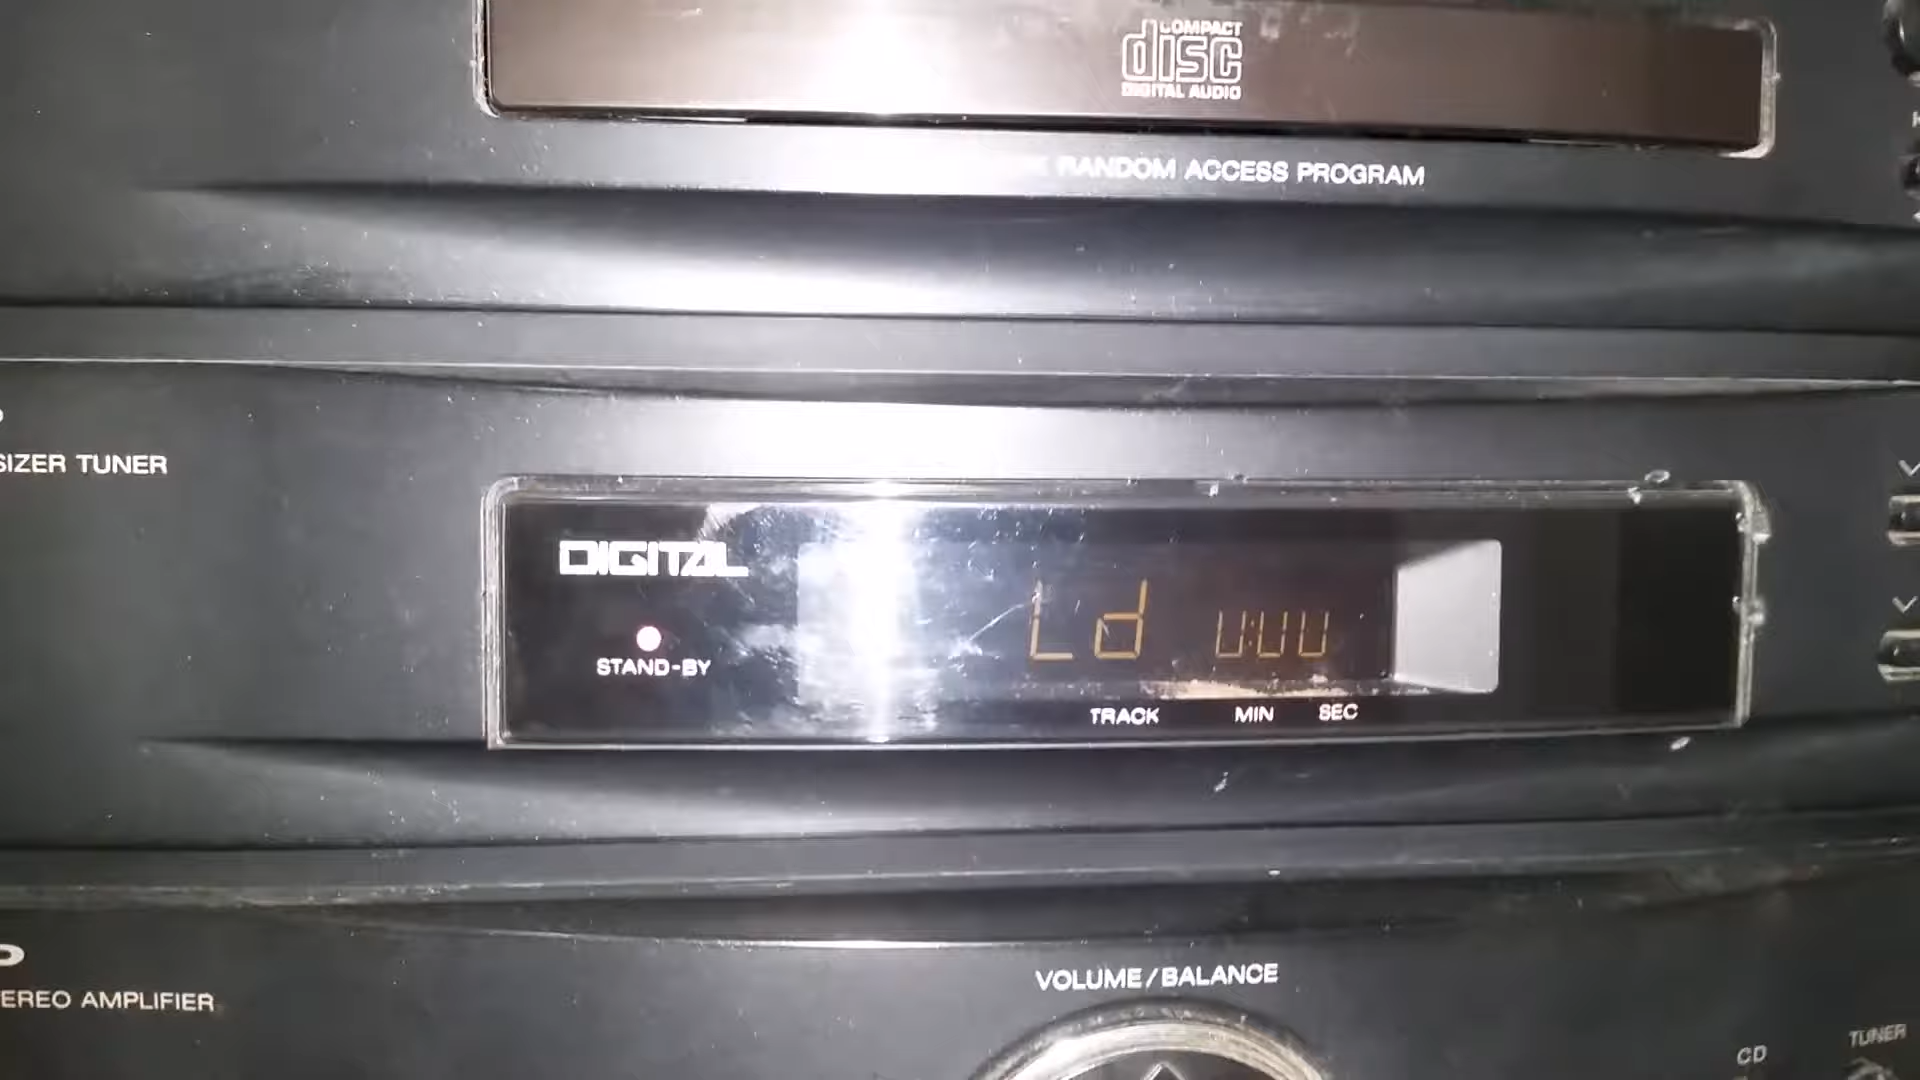 COMPACT
disc
DIGITAL AUDIO
RANDOM ACCESS PROGRAM
SIZER TUNER
DIGITAL
STAND-BY
TRACK MIN SEC
EREO AMPLIFIER
VOLUME/BALANCE
CD
TUNER